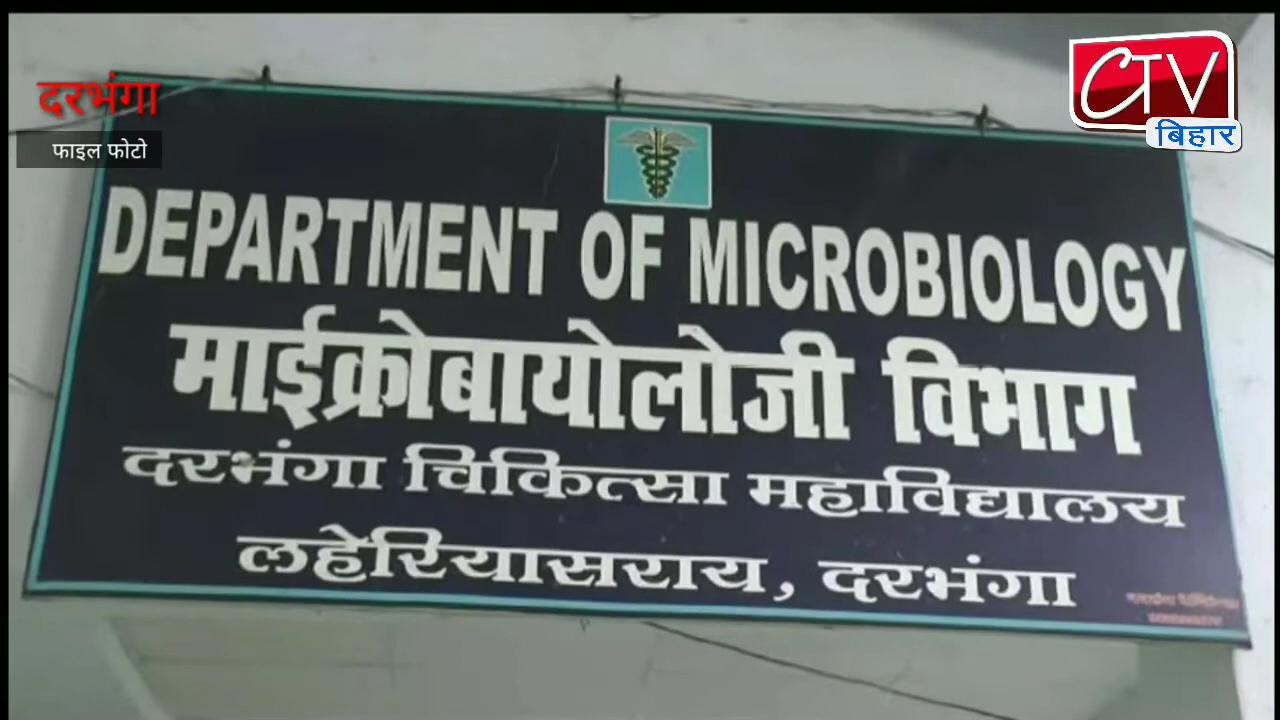 दरभंगा
फाइल फोटो
CTV
बिहार
DEPARTMENT OF MICROBIOLOGY
माईक्रोबायोलोजी विभाग
दरभंगा चिकित्सा महाविद्यालय
लहेरियासराय, दरभंगा